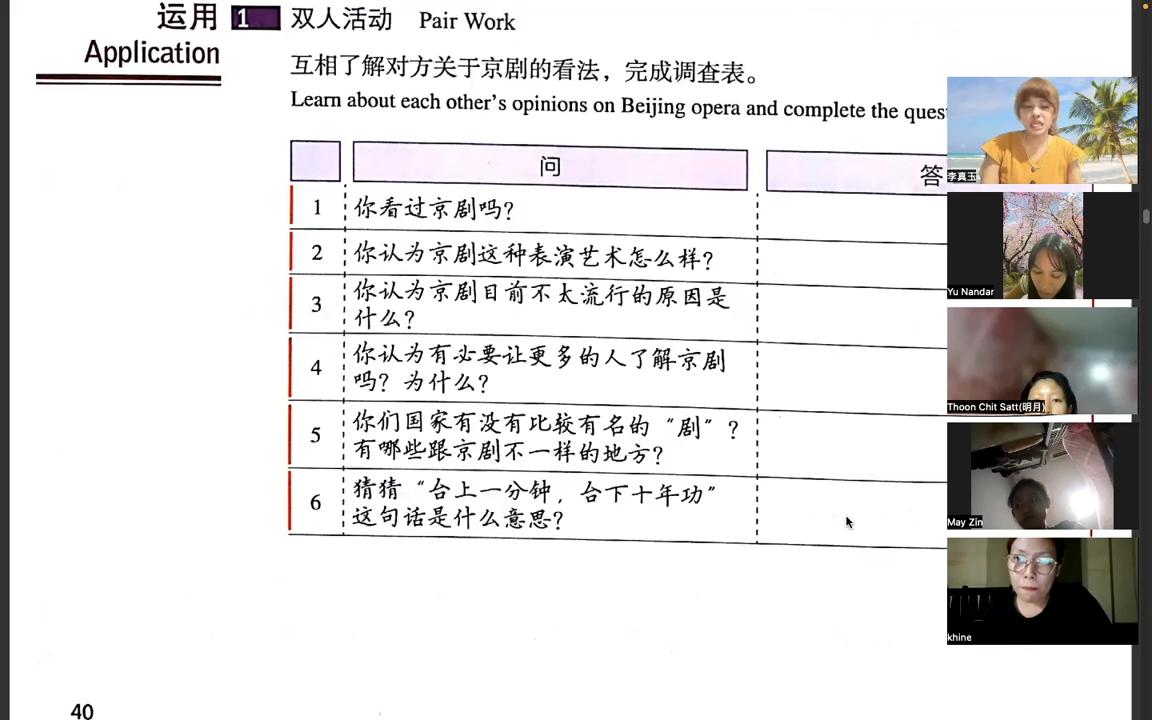 运用 1 双人活动 Pair Work
Application
互相了解对方关于京剧的看法，完成调查表。
Learn about each other's opinions on Beijing opera and complete the ques
问 答
1 你看过京剧吗?
2 你认为京剧这种表演艺术怎么样?
3 你认为京剧目前不太流行的原因是
什么?
4 你认为有必要让更多的人了解京剧
吗? 为什么?
5 你们国家有没有比较有名的“剧”?
有哪些跟京剧不一样的地方?
6 猜猜“台上一分钟，台下十年功”
这句话是什么意思?
40
李真玉
Yu Nandar
Thoon Chit Satt(明月)
May Zin
khine